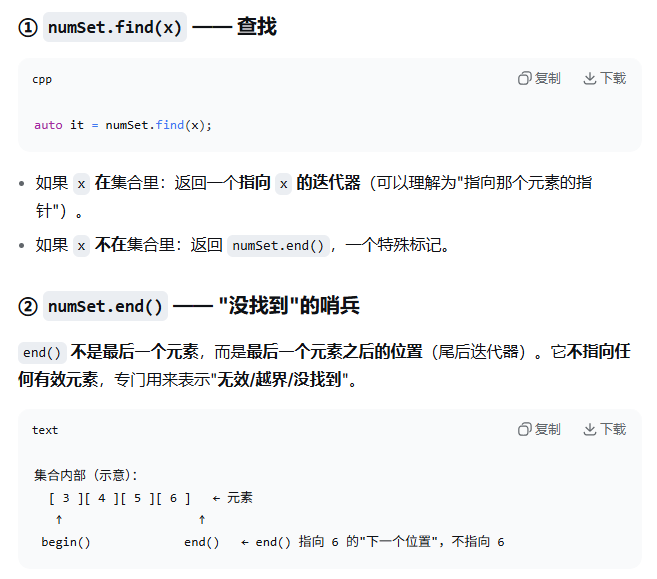 ① numSet.find(x) —— 查找
cpp 复制 下载
auto it = numSet.find(x);
如果 x 在集合里：返回一个指向 x 的迭代器（可以理解为"指向那个元素的指
针"）。
如果 x 不在集合里：返回 numSet.end()，一个特殊标记。
② numSet.end() —— "没找到"的哨兵
end() 不是最后一个元素，而是最后一个元素之后的位置（尾后迭代器）。它不指向任
何有效元素，专门用来表示"无效/越界/没找到"。
text 复制 下载
集合内部（示意）：
[ 3 ][ 4 ][ 5 ][ 6 ] ← 元素
↑ ↑
begin() end() ← end() 指向 6 的"下一个位置"，不指向 6